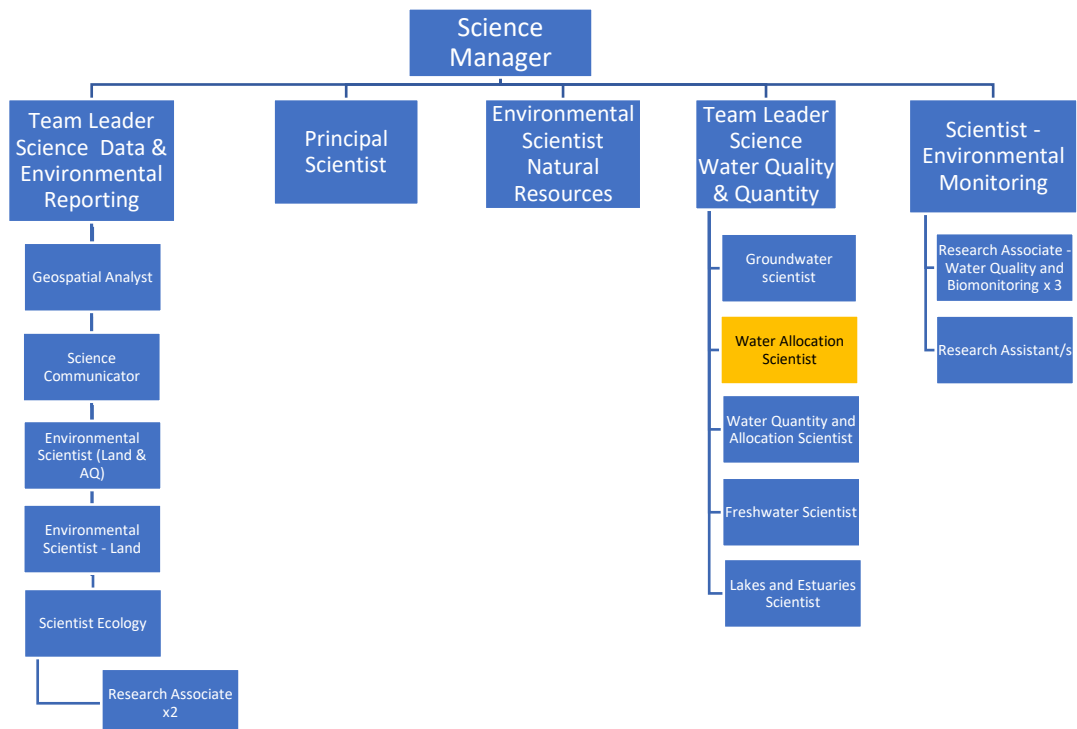 Science
Manager
Team Leader
Science Data &
Environmental
Reporting
Principal
Scientist
Environmental
Scientist
Natural
Resources
Team Leader
Science
Water Quality
& Quantity
Scientist -
Environmental
Monitoring
Geospatial Analyst
Science
Communicator
Environmental
Scientist (Land &
AQ)
Environmental
Scientist - Land
Scientist Ecology
Research Associate
x2
Groundwater
scientist
Water Allocation
Scientist
Water Quantity and
Allocation Scientist
Freshwater Scientist
Lakes and Estuaries
Scientist
Research Associate -
Water Quality and
Biomonitoring x 3
Research Assistant/s